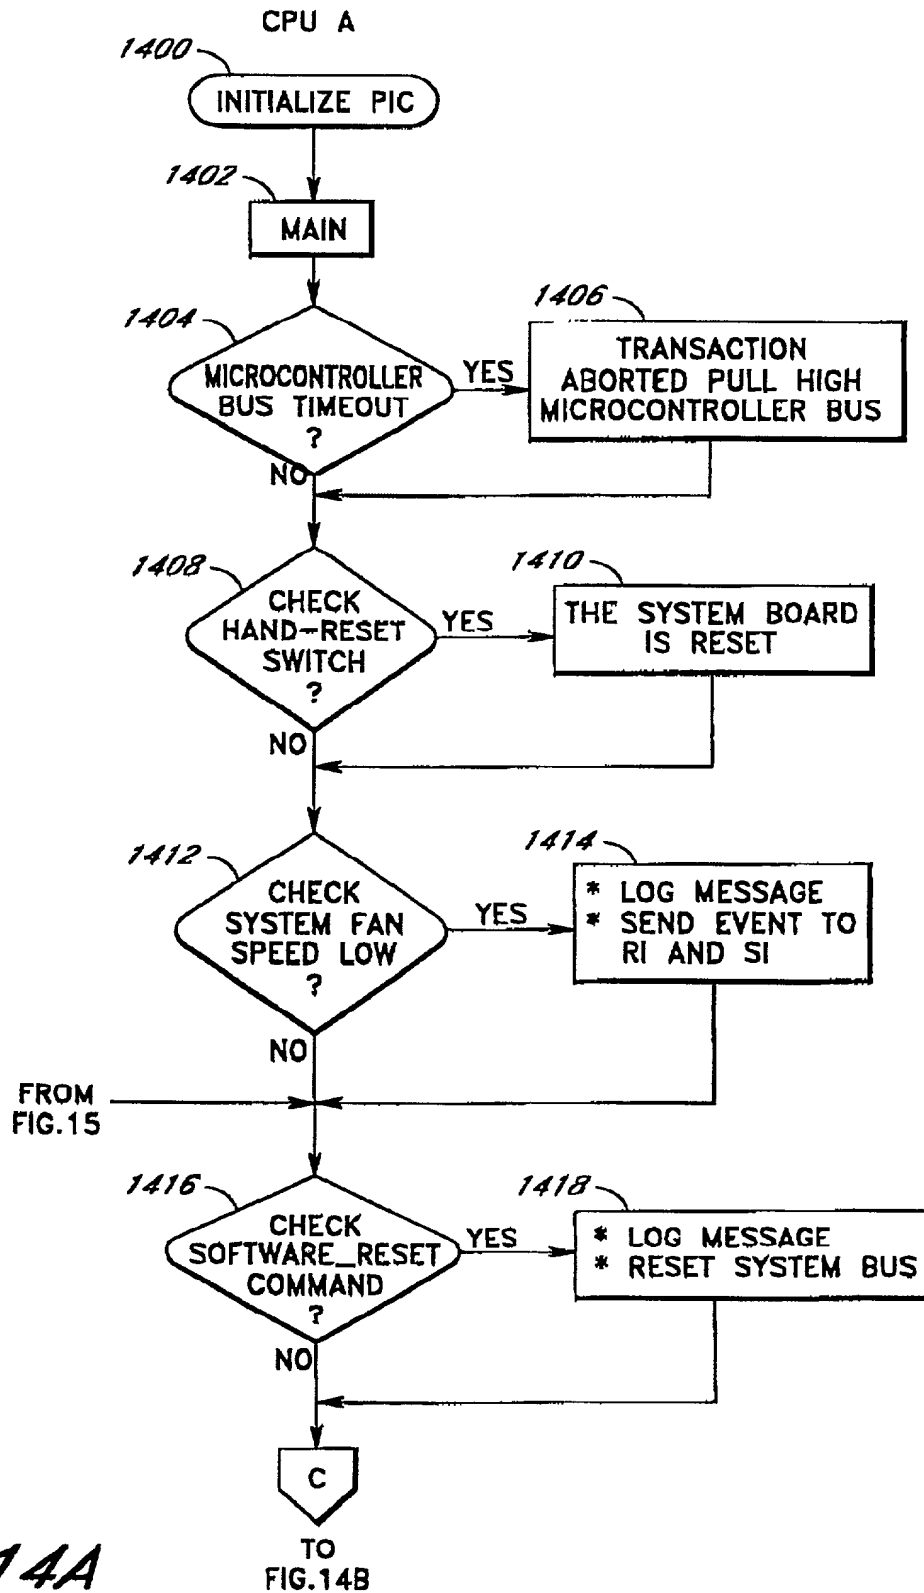 CPU A
1400
INITIALIZE PIC
1402
MAIN
1404
MICROCONTROLLER
BUS TIMEOUT
?
YES
1406
TRANSACTION
ABORTED PULL HIGH
MICROCONTROLLER BUS
NO
1408
CHECK
HAND-RESET
SWITCH
?
YES
1410
THE SYSTEM BOARD
IS RESET
NO
1412
CHECK
SYSTEM FAN
SPEED LOW
?
YES
1414
* LOG MESSAGE
* SEND EVENT TO
RI AND SI
NO
FROM
FIG.15
1416
CHECK
SOFTWARE_RESET
COMMAND
?
YES
1418
* LOG MESSAGE
* RESET SYSTEM BUS
NO
C
TO
FIG.14B
14A